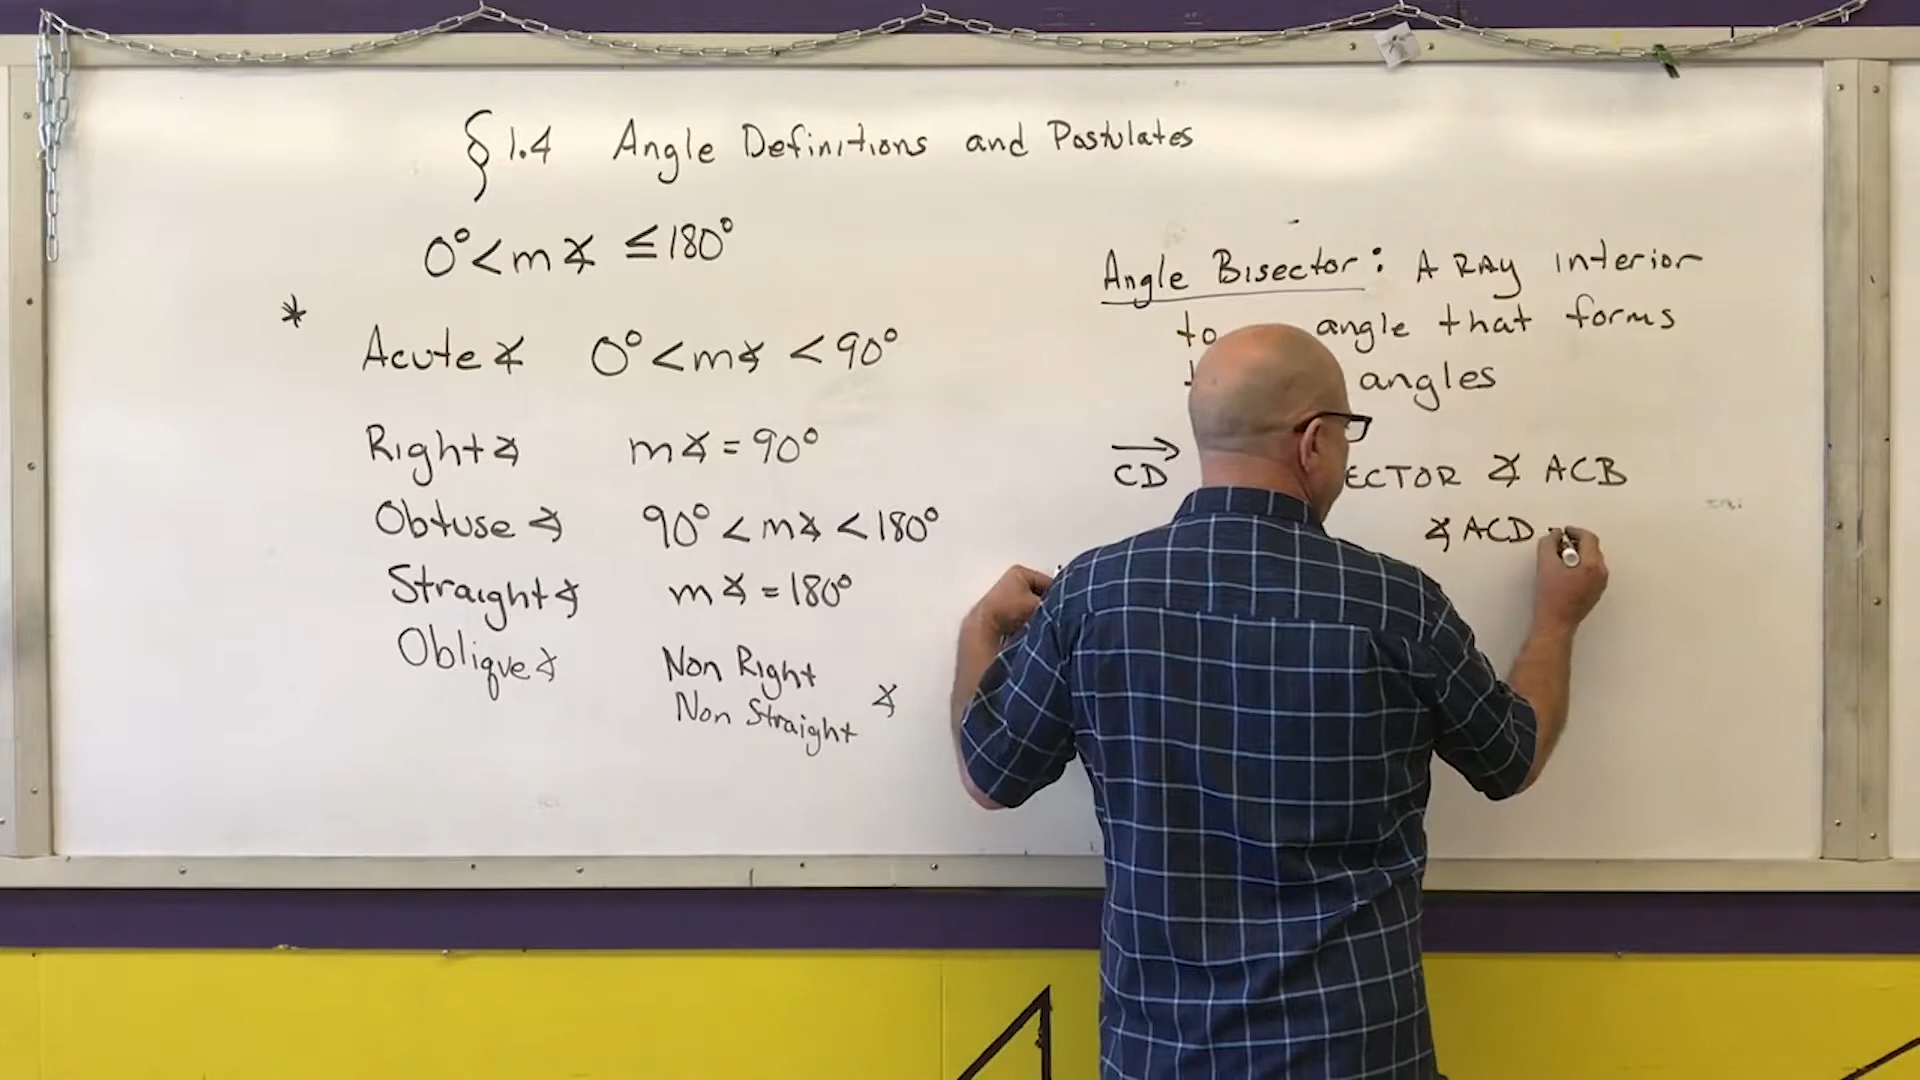 § 1.4 Angle Definitions and Postulates
0° < m∡ ≤ 180°
*
Acute ∡ 0° < m∡ < 90°
Right ∡ m∡ = 90°
Obtuse ∡ 90° < m∡ < 180°
Straight ∡ m∡ = 180°
Oblique ∡ Non Right
Non Straight ∡
Angle Bisector: A RAY interior
to angle that forms
angles
→
CD ECTOR ∡ ACB
∡ ACD